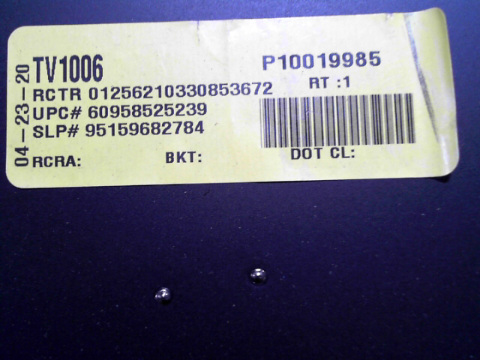 04-23-20
TV1006
P10019985
RCTR 01256210330853672
RT :1
UPC# 60958525239
SLP# 95159682784
RCRA:
BKT:
DOT CL: